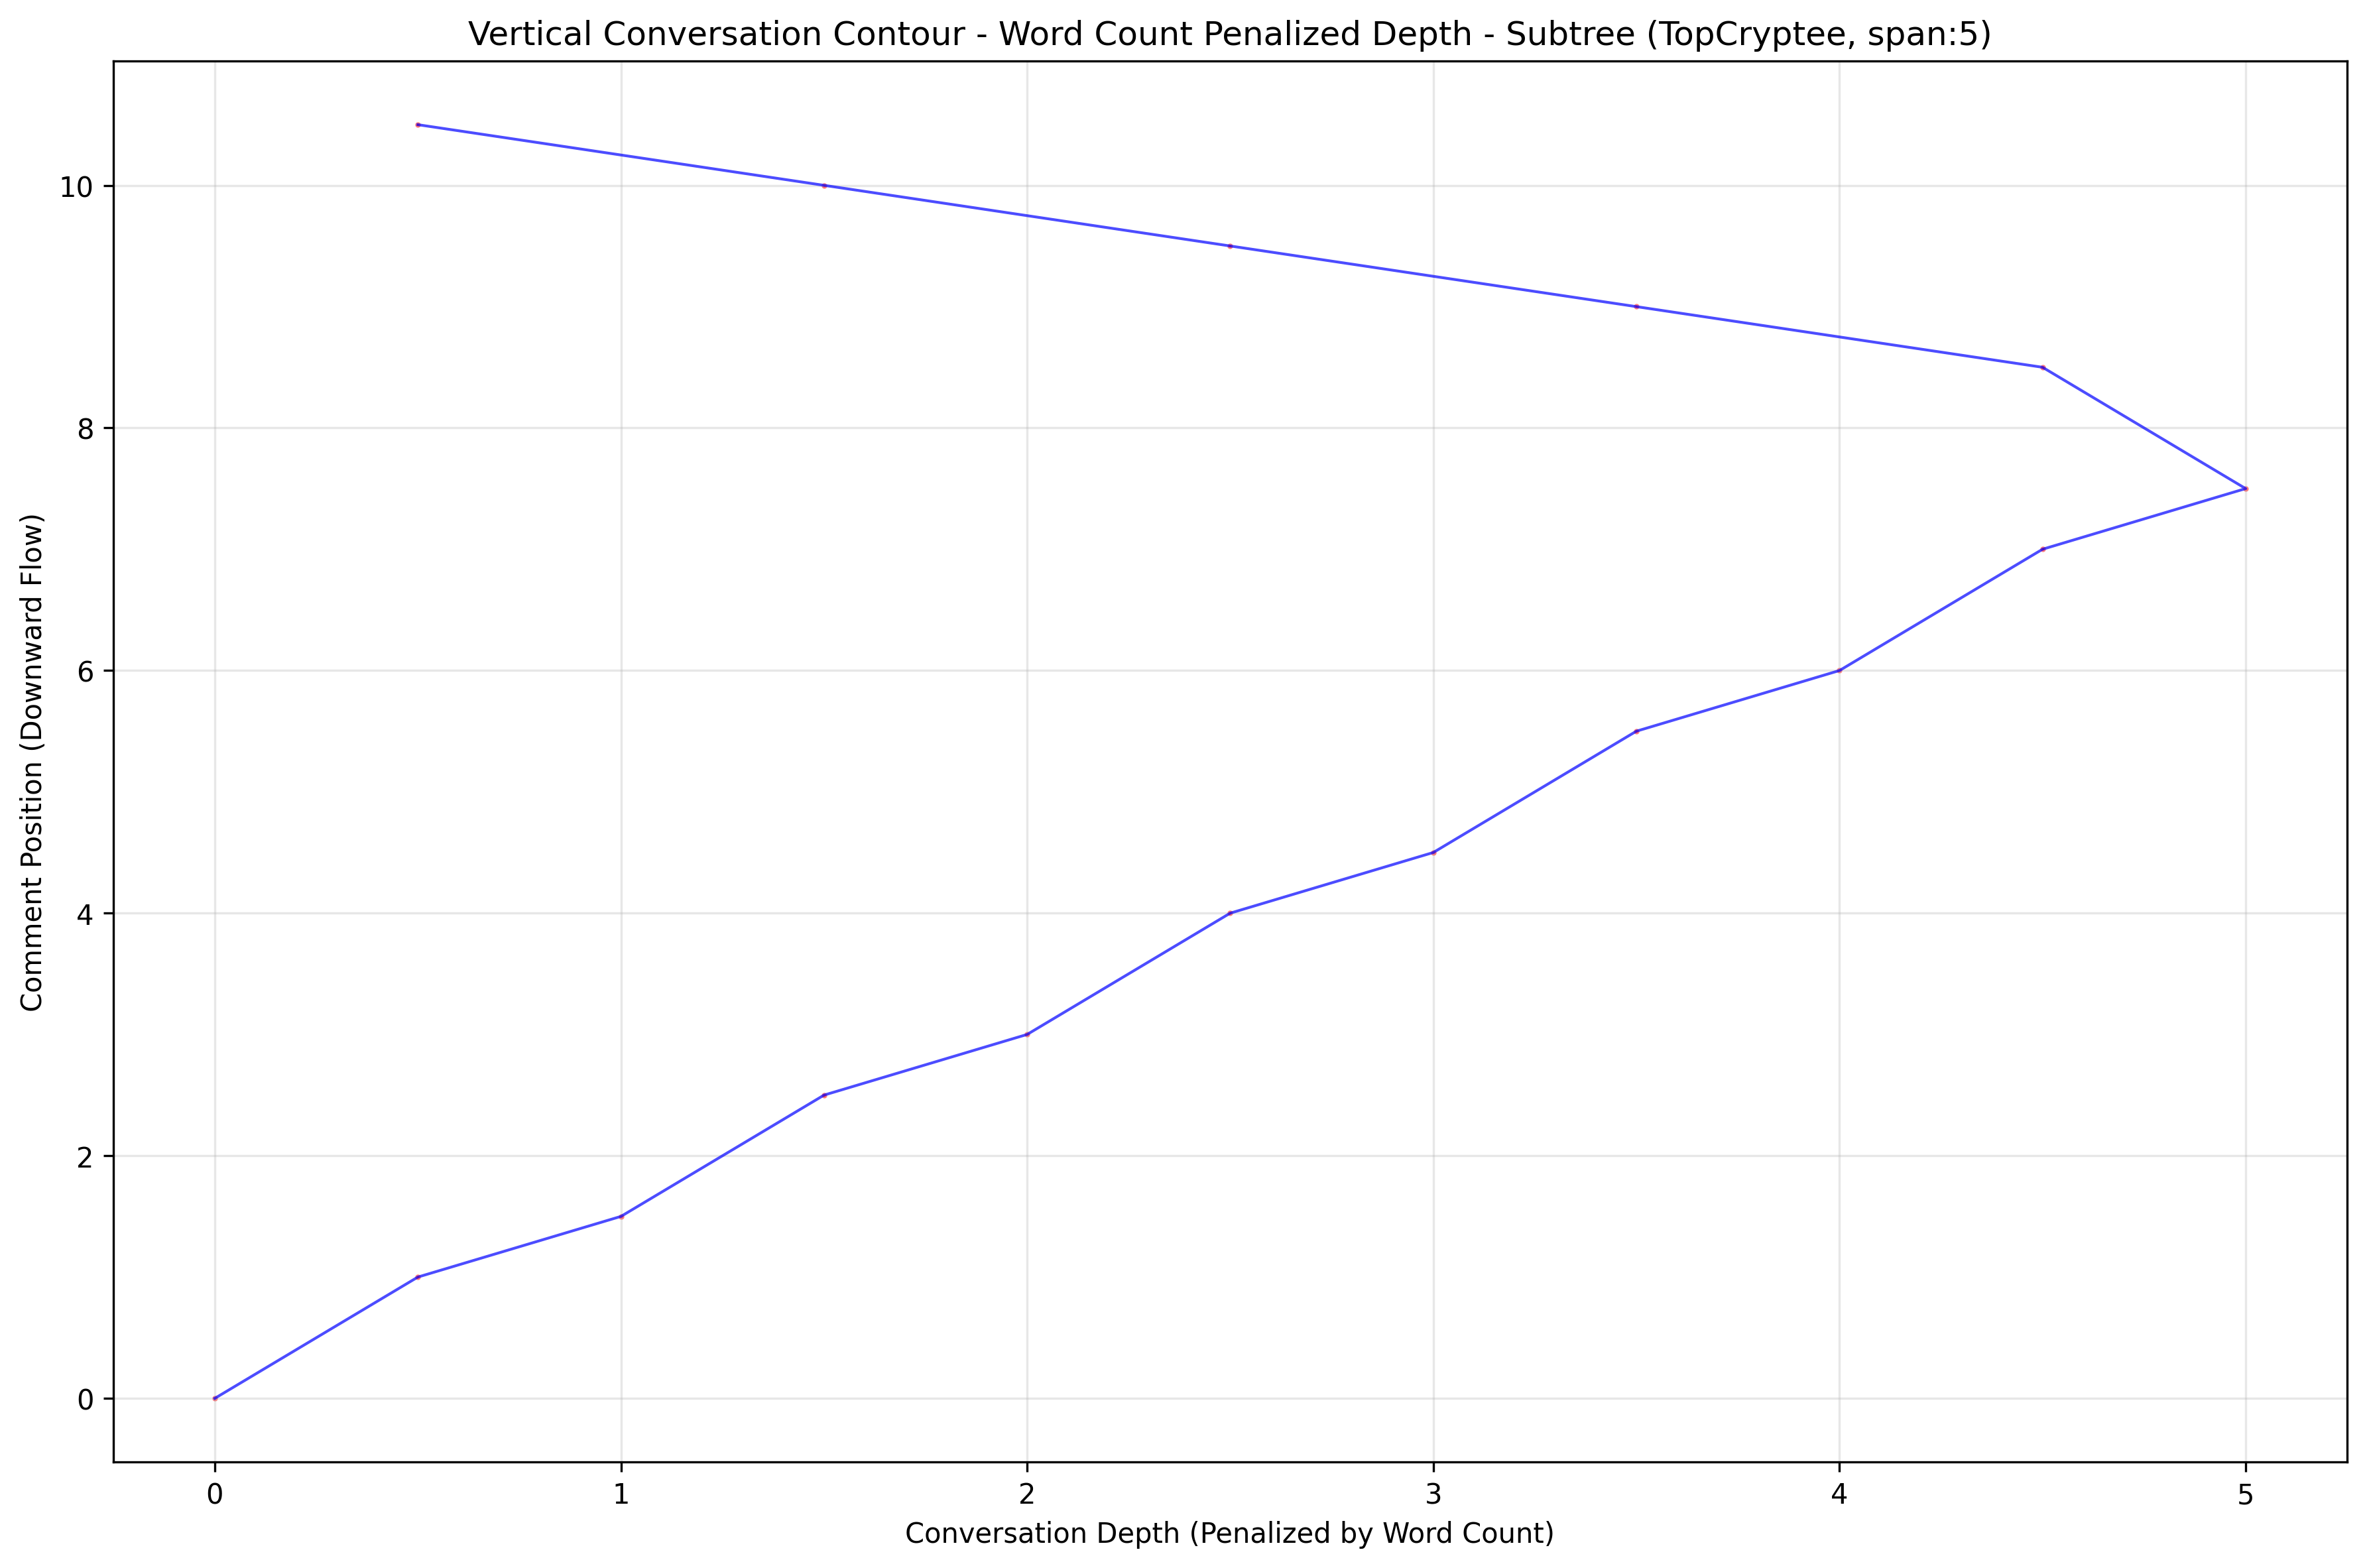 Vertical Conversation Contour - Word Count Penalized Depth - Subtree (TopCryptee, span:5)
Comment Position (Downward Flow)
10
8
6
4
2
0
0 1 2 3 4 5
Conversation Depth (Penalized by Word Count)